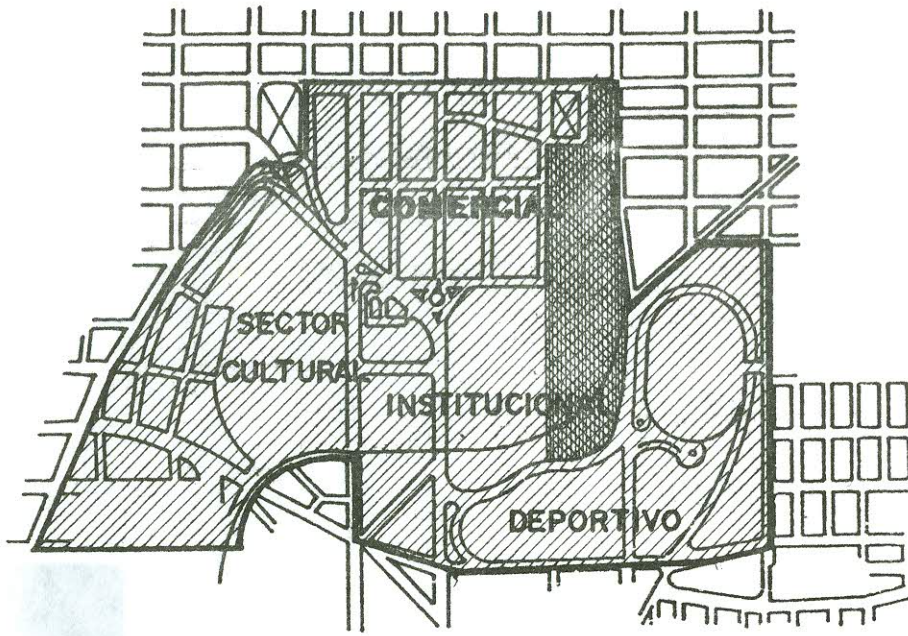 COMERCIAL
SECTOR
CULTURAL
INSTITUCIONAL
DEPORTIVO